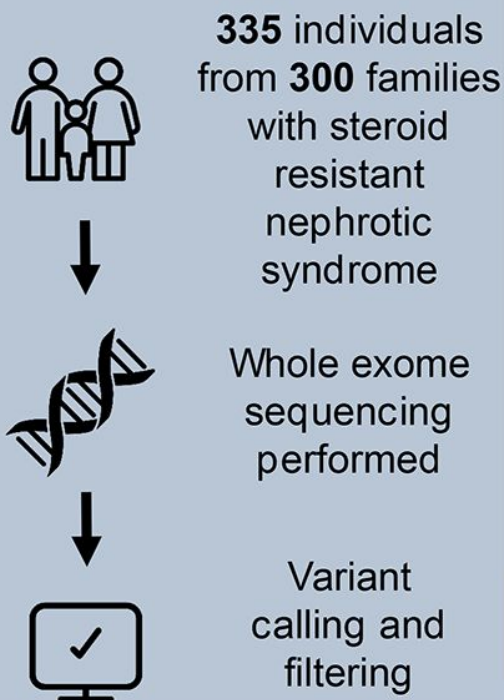 335 individuals
from 300 families
with steroid
resistant
nephrotic
syndrome
Whole exome
sequencing
performed
Variant
calling and
filtering